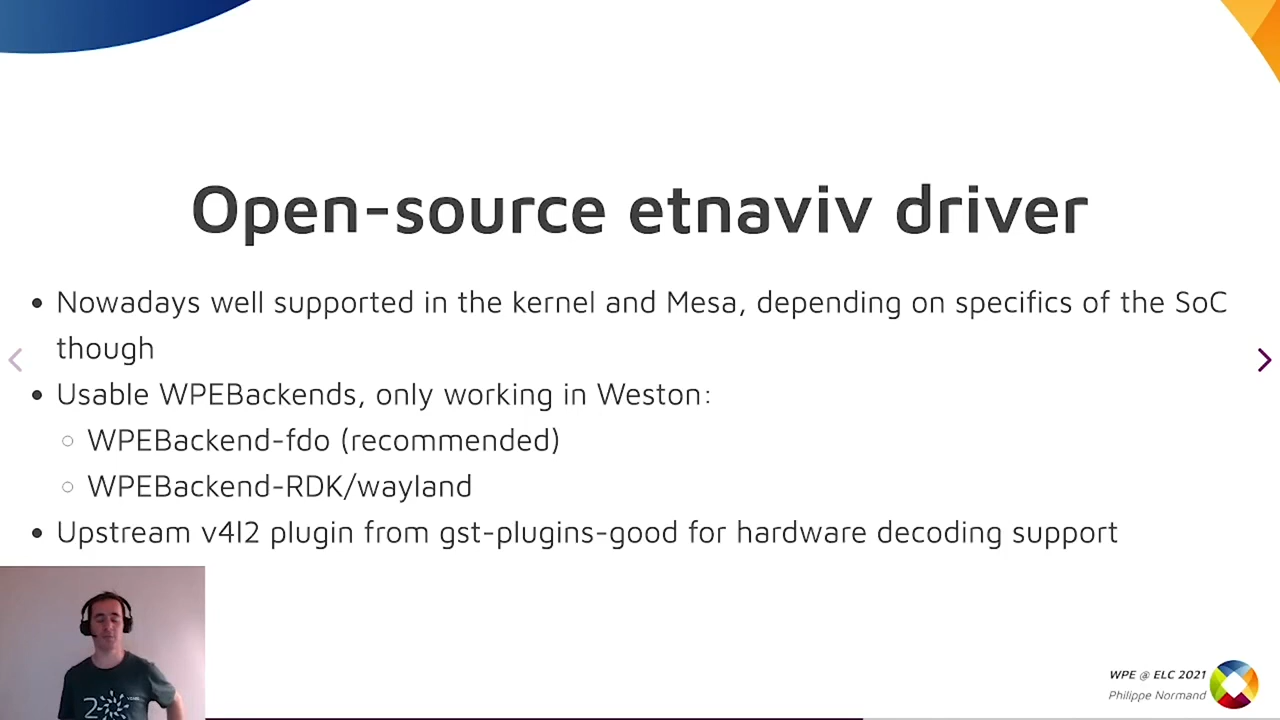 Open-source etnaviv driver
Nowadays well supported in the kernel and Mesa, depending on specifics of the SoC
though
Usable WPEBackends, only working in Weston:
WPEBackend-fdo (recommended)
WPEBackend-RDK/wayland
Upstream v4l2 plugin from gst-plugins-good for hardware decoding support
20
WPE @ ELC 2021
Philippe Normand